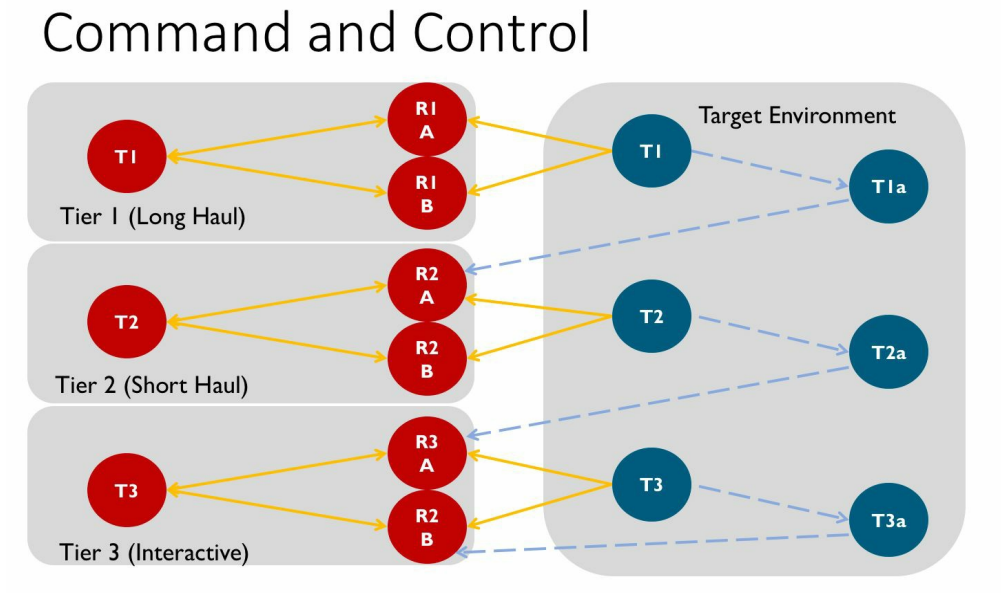 Command and Control
T1
R1
A
R1
B
Tier 1 (Long Haul)
T2
R2
A
R2
B
Tier 2 (Short Haul)
T3
R3
A
R2
B
Tier 3 (Interactive)
Target Environment
T1
T1a
T2
T2a
T3
T3a